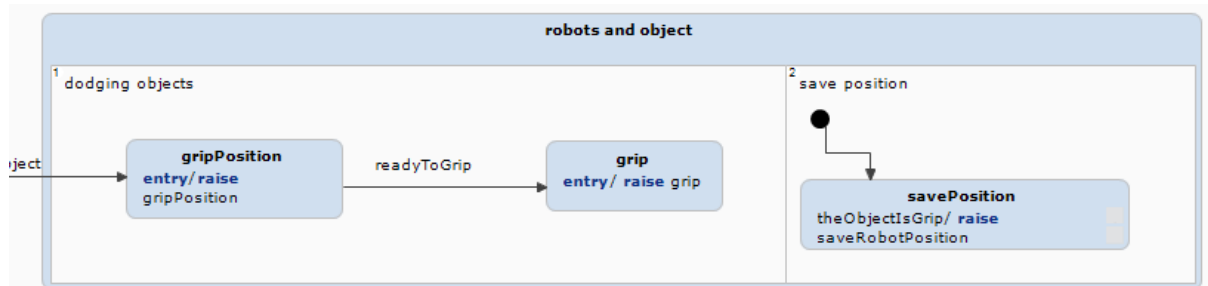 robots and object
1
dodging objects
2
save position
gripPosition
entry/raise
gripPosition
readyToGrip
grip
entry/ raise grip
savePosition
theObjectIsGrip/ raise
saveRobotPosition